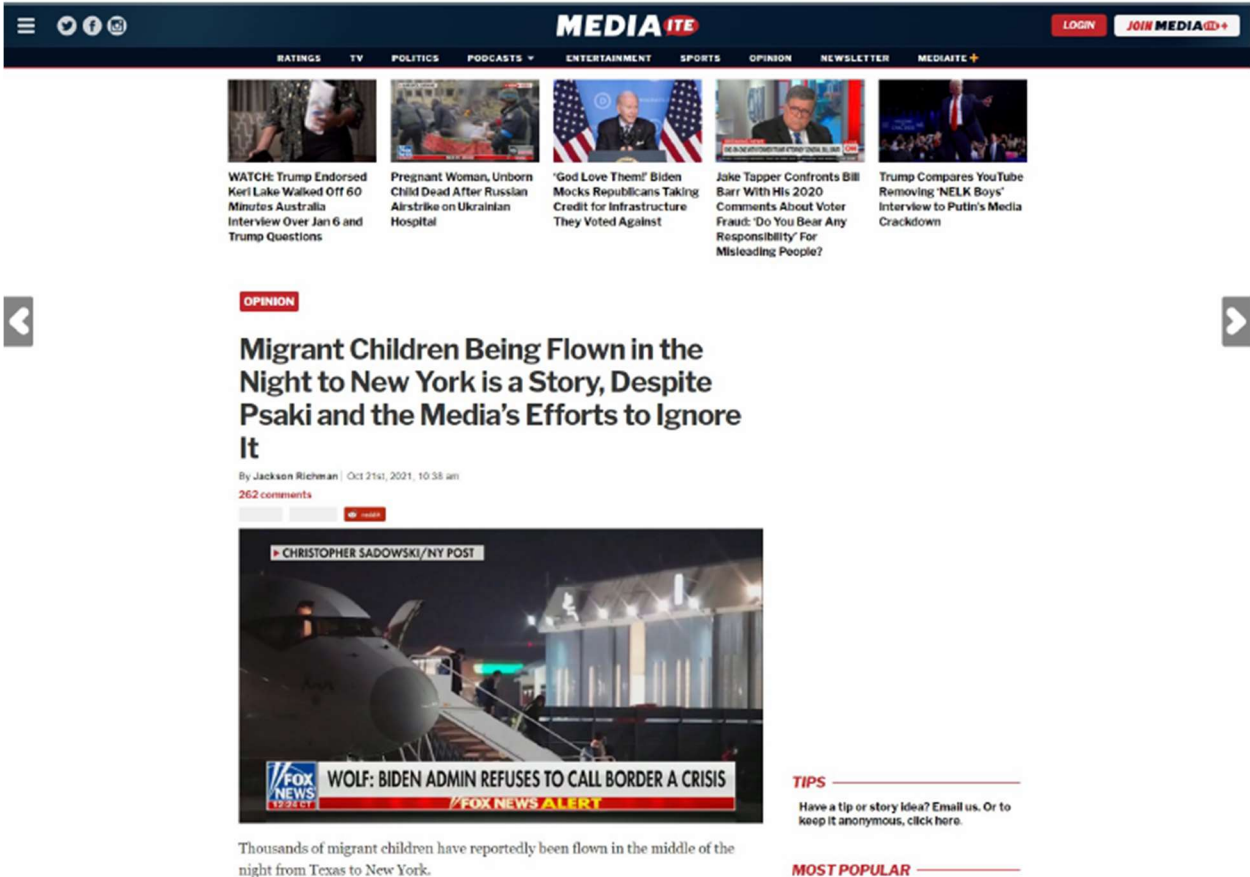 MEDIAITE
LOGIN
JOIN MEDIAITE+
RATINGS TV POLITICS PODCASTS ENTERTAINMENT SPORTS OPINION NEWSLETTER MEDIAITE+
WATCH: Trump Endorsed
Keri Lake Walked Off 60
Minutes Australia
Interview Over Jan 6 and
Trump Questions
Pregnant Woman, Unborn
Child Dead After Russian
Airstrike on Ukrainian
Hospital
'God Love Them!' Biden
Mocks Republicans Taking
Credit for Infrastructure
They Voted Against
Jake Tapper Confronts Bill
Barr With His 2020
Comments About Voter
Fraud: 'Do You Bear Any
Responsibility' For
Misleading People?
Trump Compares YouTube
Removing 'NELK Boys'
Interview to Putin's Media
Crackdown
OPINION
Migrant Children Being Flown in the
Night to New York is a Story, Despite
Psaki and the Media's Efforts to Ignore
It
By Jackson Richman | Oct 21st, 2021, 10:38 am
262 comments
reddit
CHRISTOPHER SADOWSKI/NY POST
FOX
NEWS
12:24 CT
WOLF: BIDEN ADMIN REFUSES TO CALL BORDER A CRISIS
FOX NEWS ALERT
Thousands of migrant children have reportedly been flown in the middle of the
night from Texas to New York.
TIPS
Have a tip or story idea? Email us. Or to
keep it anonymous, click here.
MOST POPULAR